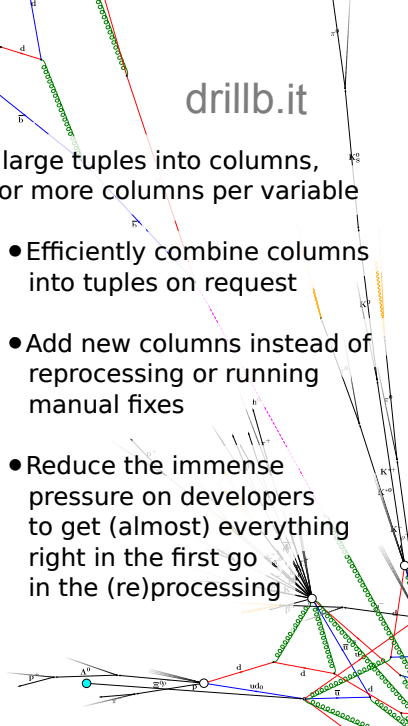 drillb.it
large tuples into columns,
or more columns per variable
•Efficiently combine columns
into tuples on request
•Add new columns instead of
reprocessing or running
manual fixes
•Reduce the immense
pressure on developers
to get (almost) everything
right in the first go
in the (re)processing